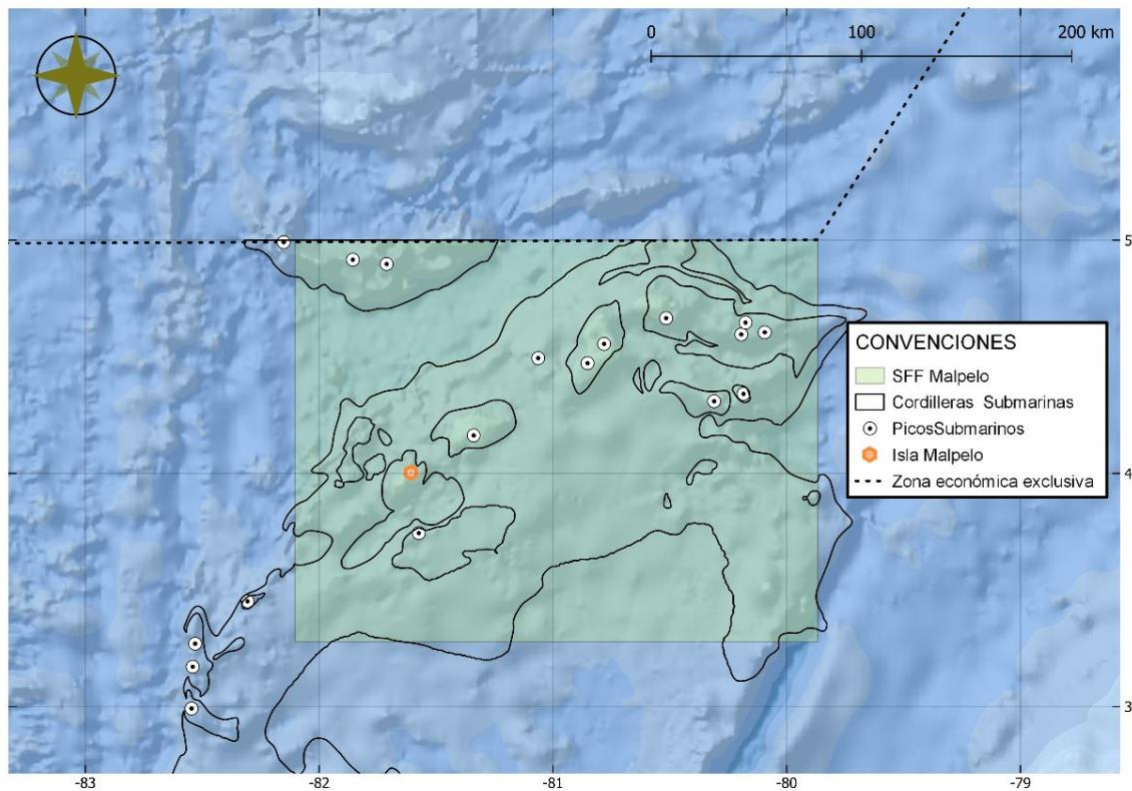 0 100 200 km
5
4
3
CONVENCIONES
SFF Malpelo
Cordilleras Submarinas
PicosSubmarinos
Isla Malpelo
Zona económica exclusiva
-83 -82 -81 -80 -79